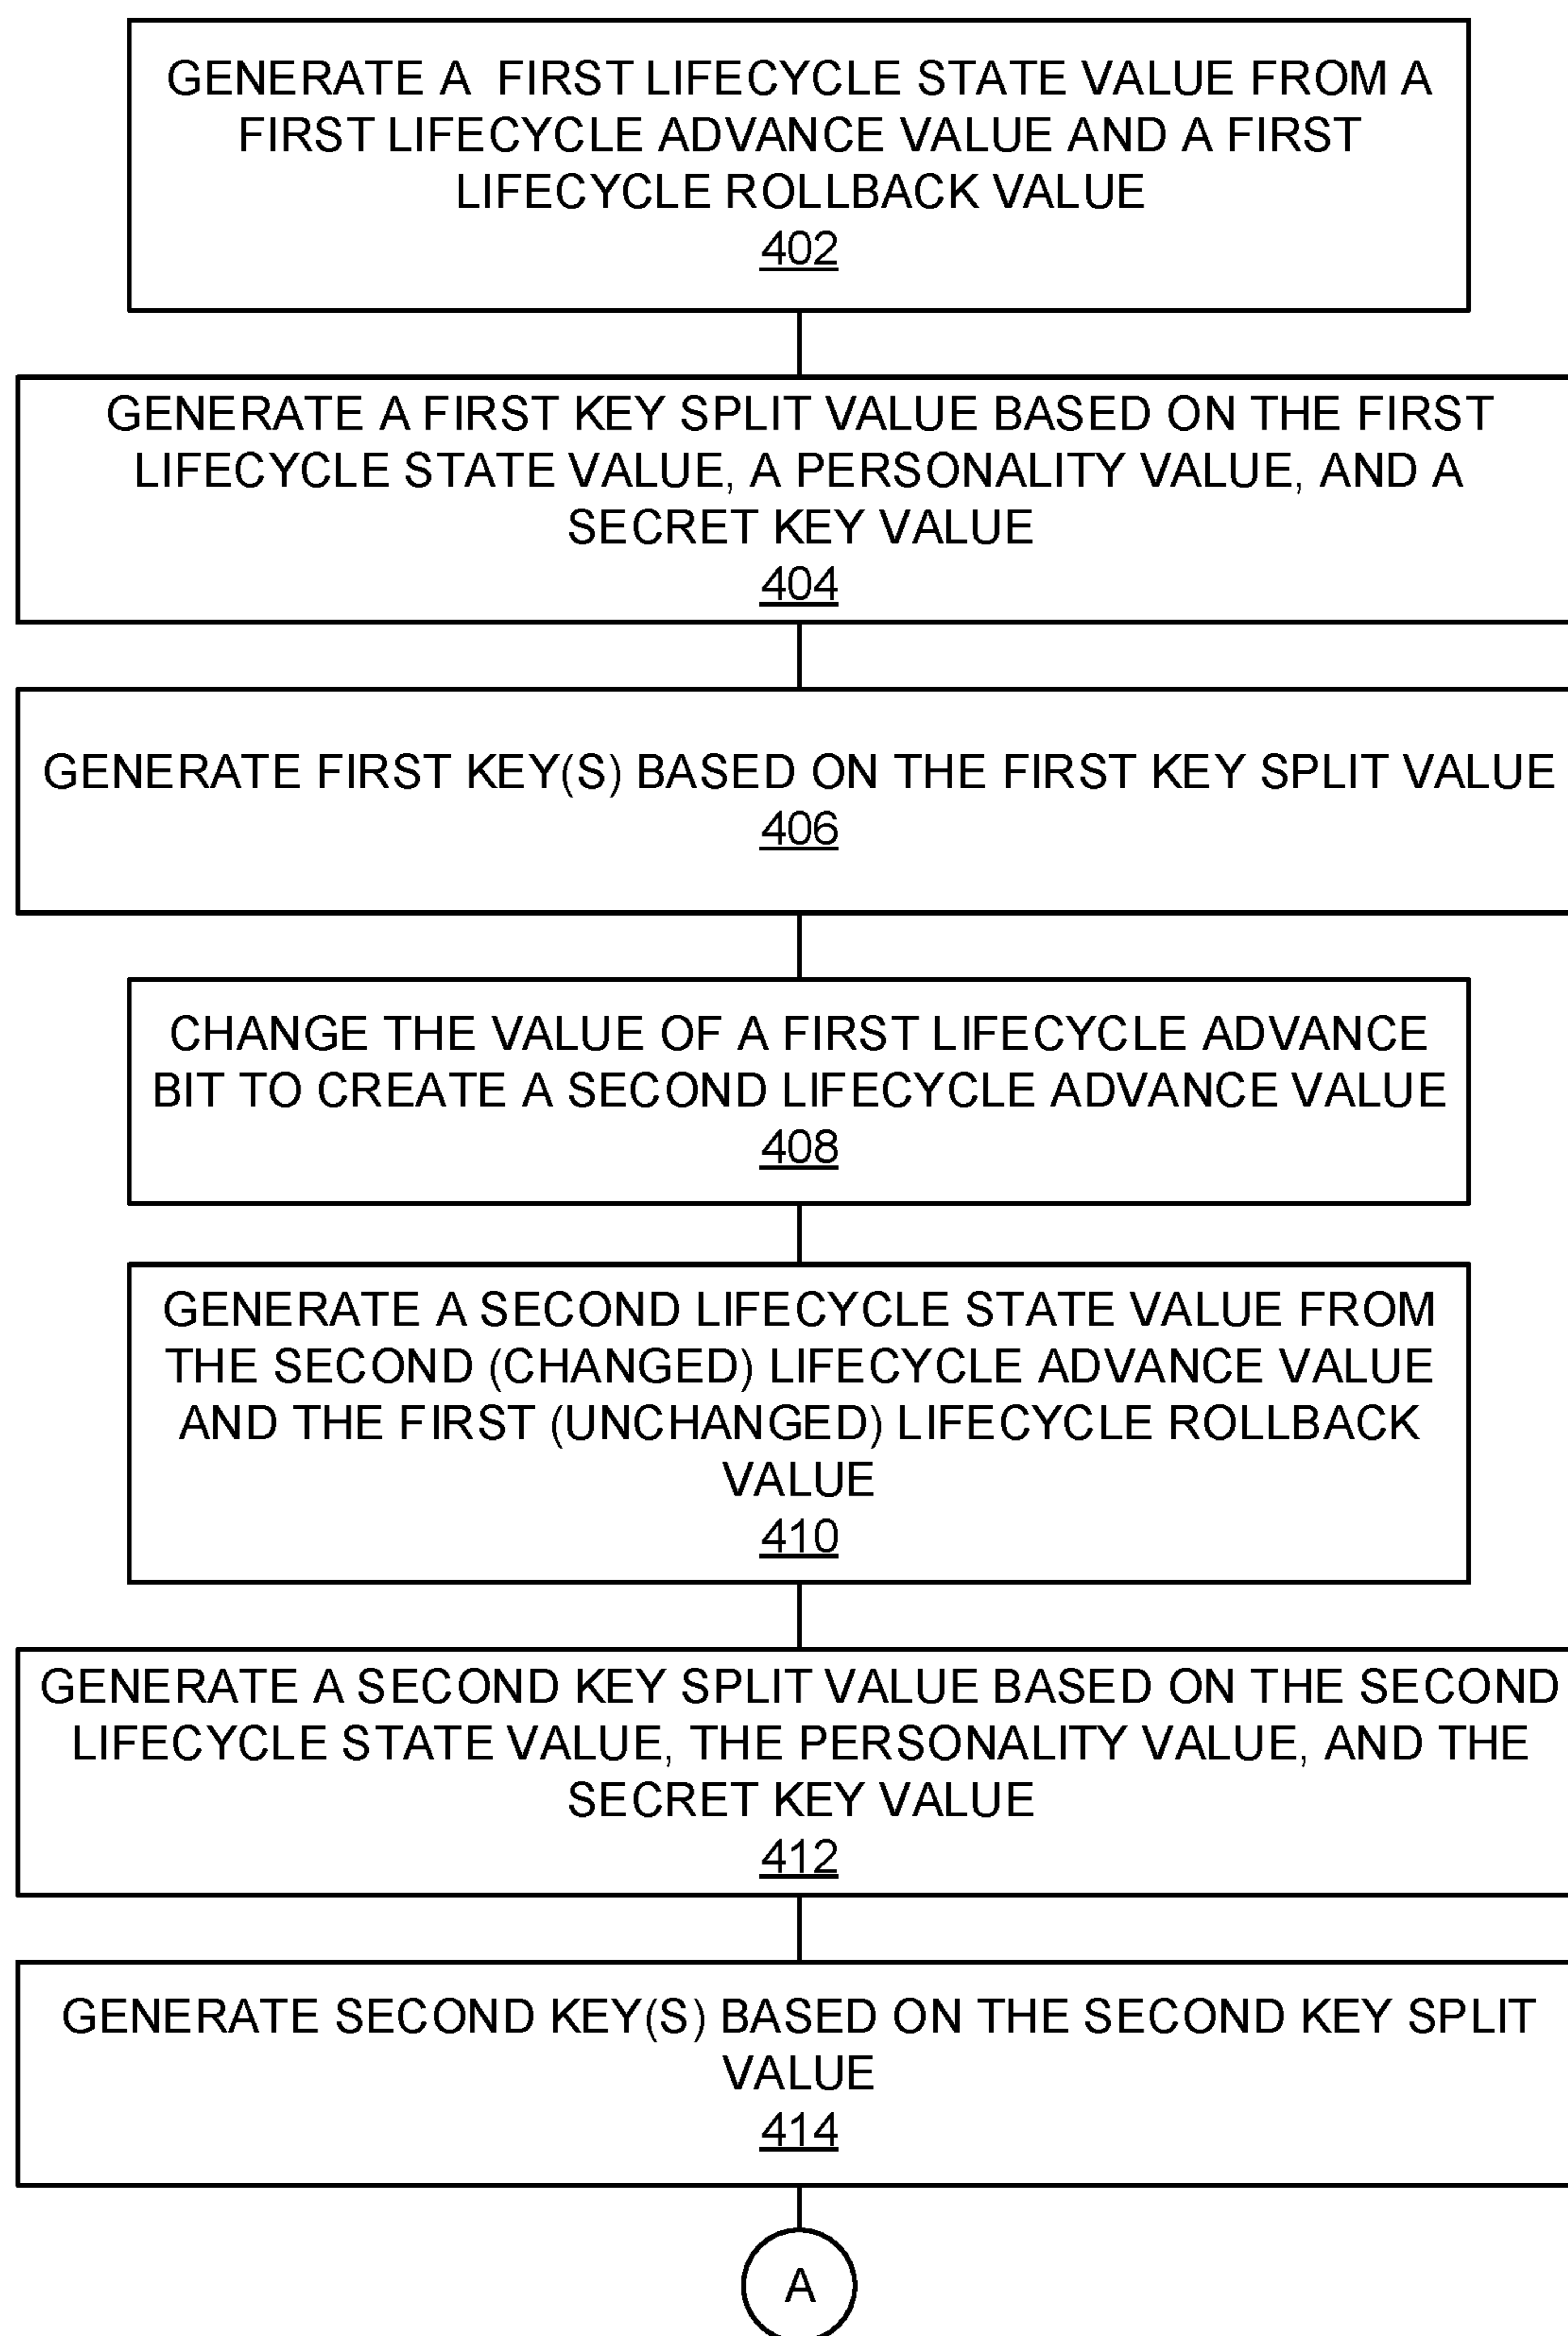 GENERATE A FIRST LIFECYCLE STATE VALUE FROM A
FIRST LIFECYCLE ADVANCE VALUE AND A FIRST
LIFECYCLE ROLLBACK VALUE
402
GENERATE A FIRST KEY SPLIT VALUE BASED ON THE FIRST
LIFECYCLE STATE VALUE, A PERSONALITY VALUE, AND A
SECRET KEY VALUE
404
GENERATE FIRST KEY(S) BASED ON THE FIRST KEY SPLIT VALUE
406
CHANGE THE VALUE OF A FIRST LIFECYCLE ADVANCE
BIT TO CREATE A SECOND LIFECYCLE ADVANCE VALUE
408
GENERATE A SECOND LIFECYCLE STATE VALUE FROM
THE SECOND (CHANGED) LIFECYCLE ADVANCE VALUE
AND THE FIRST (UNCHANGED) LIFECYCLE ROLLBACK
VALUE
410
GENERATE A SECOND KEY SPLIT VALUE BASED ON THE SECOND
LIFECYCLE STATE VALUE, THE PERSONALITY VALUE, AND THE
SECRET KEY VALUE
412
GENERATE SECOND KEY(S) BASED ON THE SECOND KEY SPLIT
VALUE
414
A